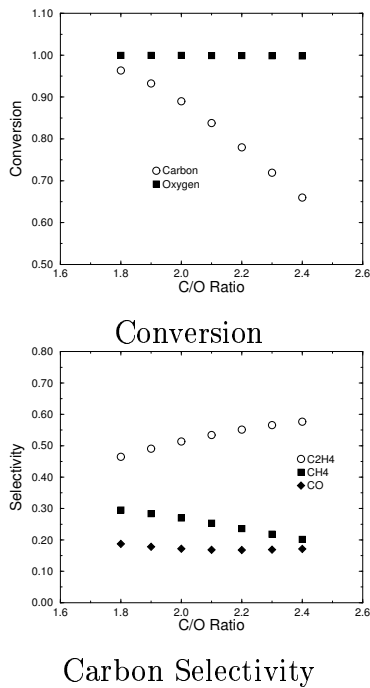 1.10
1.00
0.90
0.80
0.70
0.60
0.50
Conversion
Carbon
Oxygen
1.6 1.8 2.0 2.2 2.4 2.6
C/O Ratio
Conversion
0.80
0.70
0.60
0.50
0.40
0.30
0.20
0.10
0.00
Selectivity
C2H4
CH4
CO
1.6 1.8 2.0 2.2 2.4 2.6
C/O Ratio
Carbon Selectivity